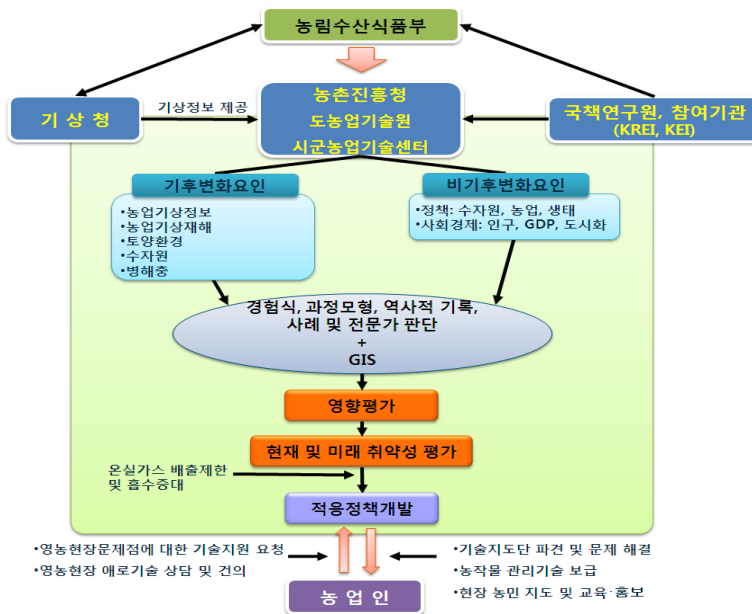 농림수산식품부
기 상 청
기상정보 제공
농촌진흥청
도농업기술원
시군농업기술센터
국책연구원, 참여기관
(KREI, KEI)
기후변화요인
•농업기상정보
•농업기상재해
•토양환경
•수자원
•병해충
비기후변화요인
•정책: 수자원, 농업, 생태
•사회경제: 인구, GDP, 도시화
경험식, 과정모형, 역사적 기록,
사례 및 전문가 판단
+
GIS
영향평가
현재 및 미래 취약성 평가
온실가스 배출제한
및 흡수증대
적응정책개발
•영농현장문제점에 대한 기술지원 요청
•영농현장 애로기술 상담 및 건의
•기술지도단 파견 및 문제 해결
•농작물 관리기술 보급
•현장 농민 지도 및 교육·홍보
농 업 인